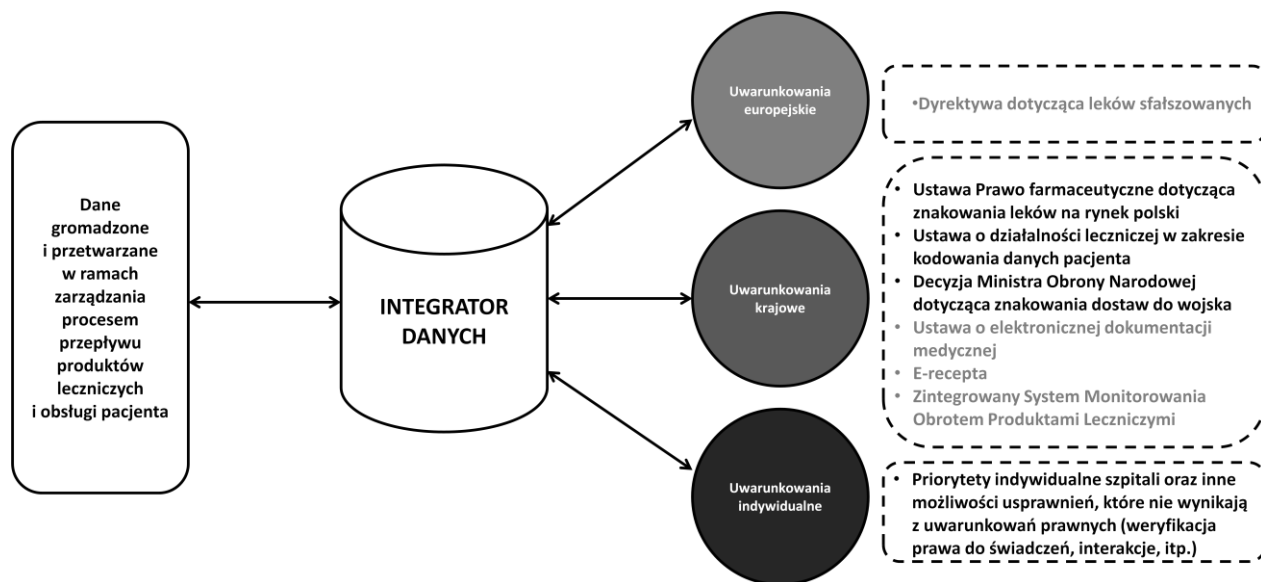 Dane
gromadzone
i przetwarzane
w ramach
zarządzania
procesem
przepływu
produktów
leczniczych
i obsługi pacjenta
INTEGRATOR
DANYCH
Uwarunkowania
europejskie
•Dyrektywa dotycząca leków sfałszowanych
Uwarunkowania
krajowe
• Ustawa Prawo farmaceutyczne dotycząca
znakowania leków na rynek polski
• Ustawa o działalności leczniczej w zakresie
kodowania danych pacjenta
• Decyzja Ministra Obrony Narodowej
dotycząca znakowania dostaw do wojska
• Ustawa o elektronicznej dokumentacji
medycznej
• E-recepta
• Zintegrowany System Monitorowania
Obrotem Produktami Leczniczymi
Uwarunkowania
indywidualne
• Priorytety indywidualne szpitali oraz inne
możliwości usprawnień, które nie wynikają
z uwarunkowań prawnych (weryfikacja
prawa do świadczeń, interakcje, itp.)